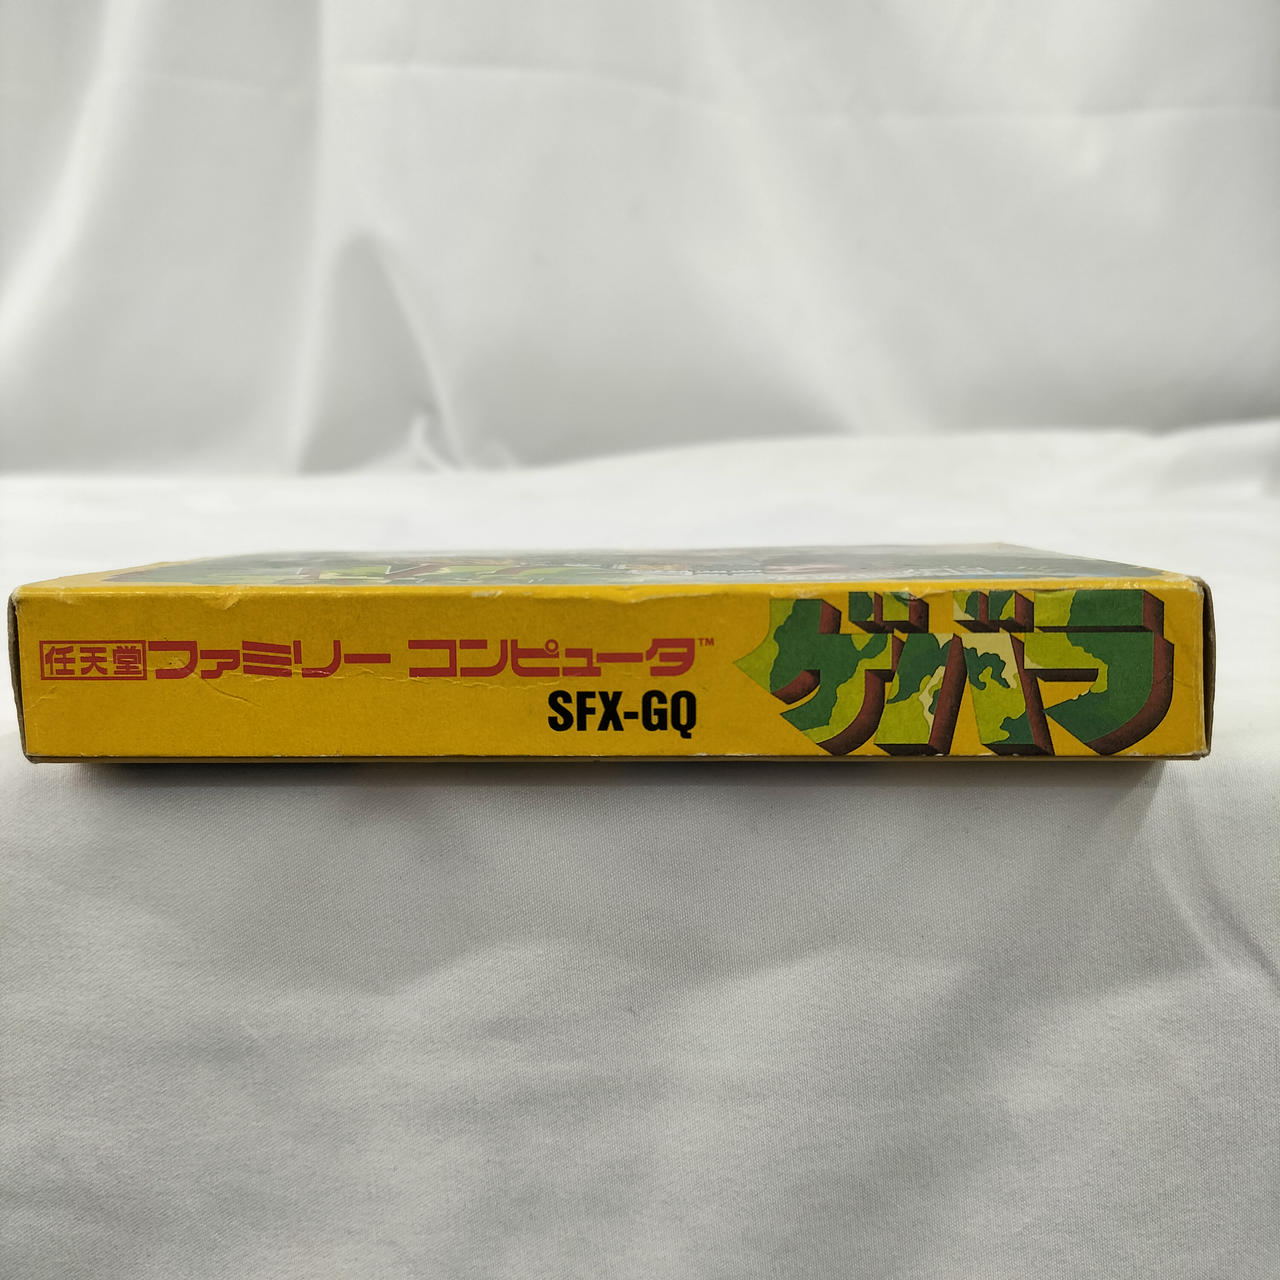 任天堂 ファミリー コンピュータ™
SFX-GQ
ゲバラ